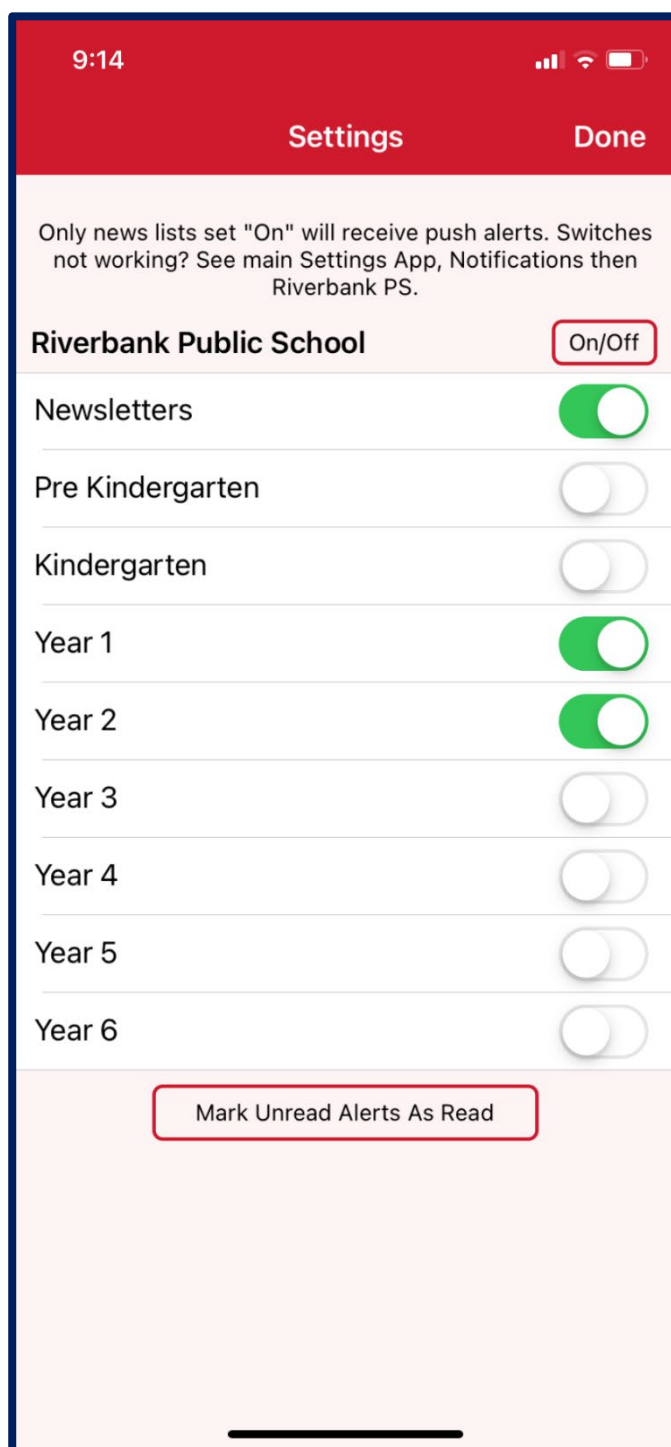 9:14
Settings Done
Only news lists set "On" will receive push alerts. Switches
not working? See main Settings App, Notifications then
Riverbank PS.
Riverbank Public School On/Off
Newsletters
Pre Kindergarten
Kindergarten
Year 1
Year 2
Year 3
Year 4
Year 5
Year 6
Mark Unread Alerts As Read